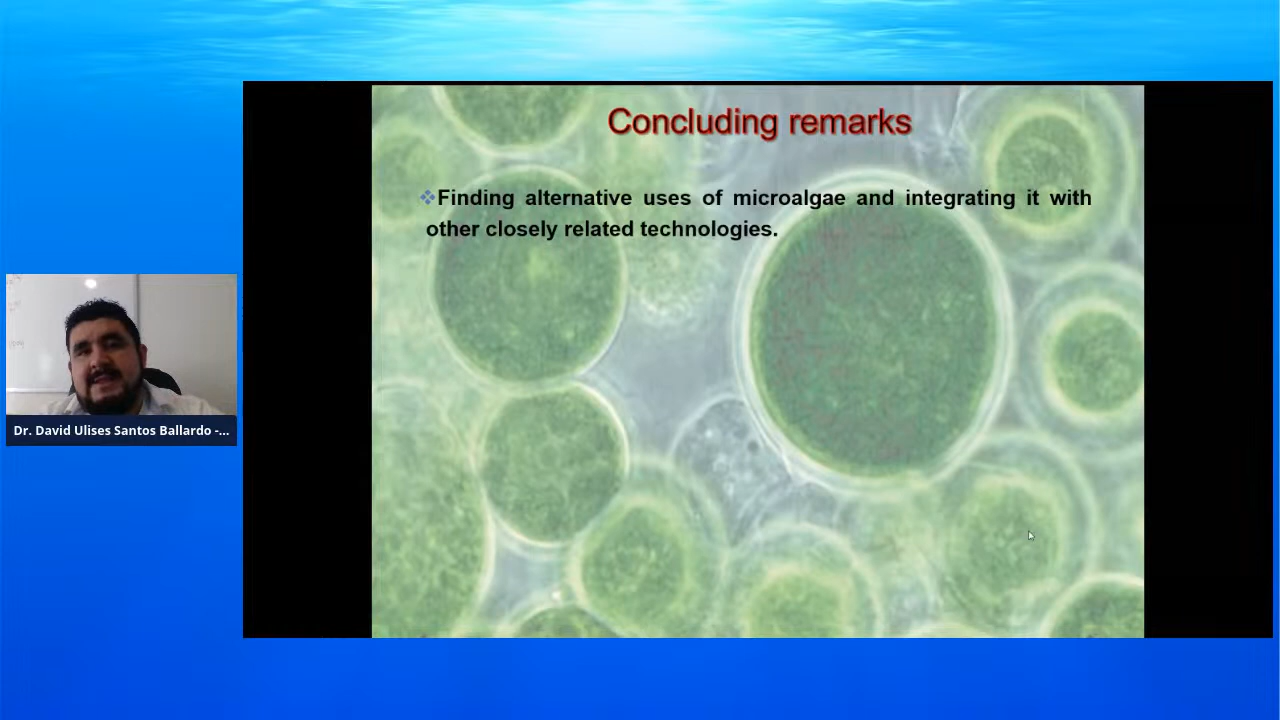 Concluding remarks
❖Finding alternative uses of microalgae and integrating it with
other closely related technologies.
Dr. David Ulises Santos Ballardo -...